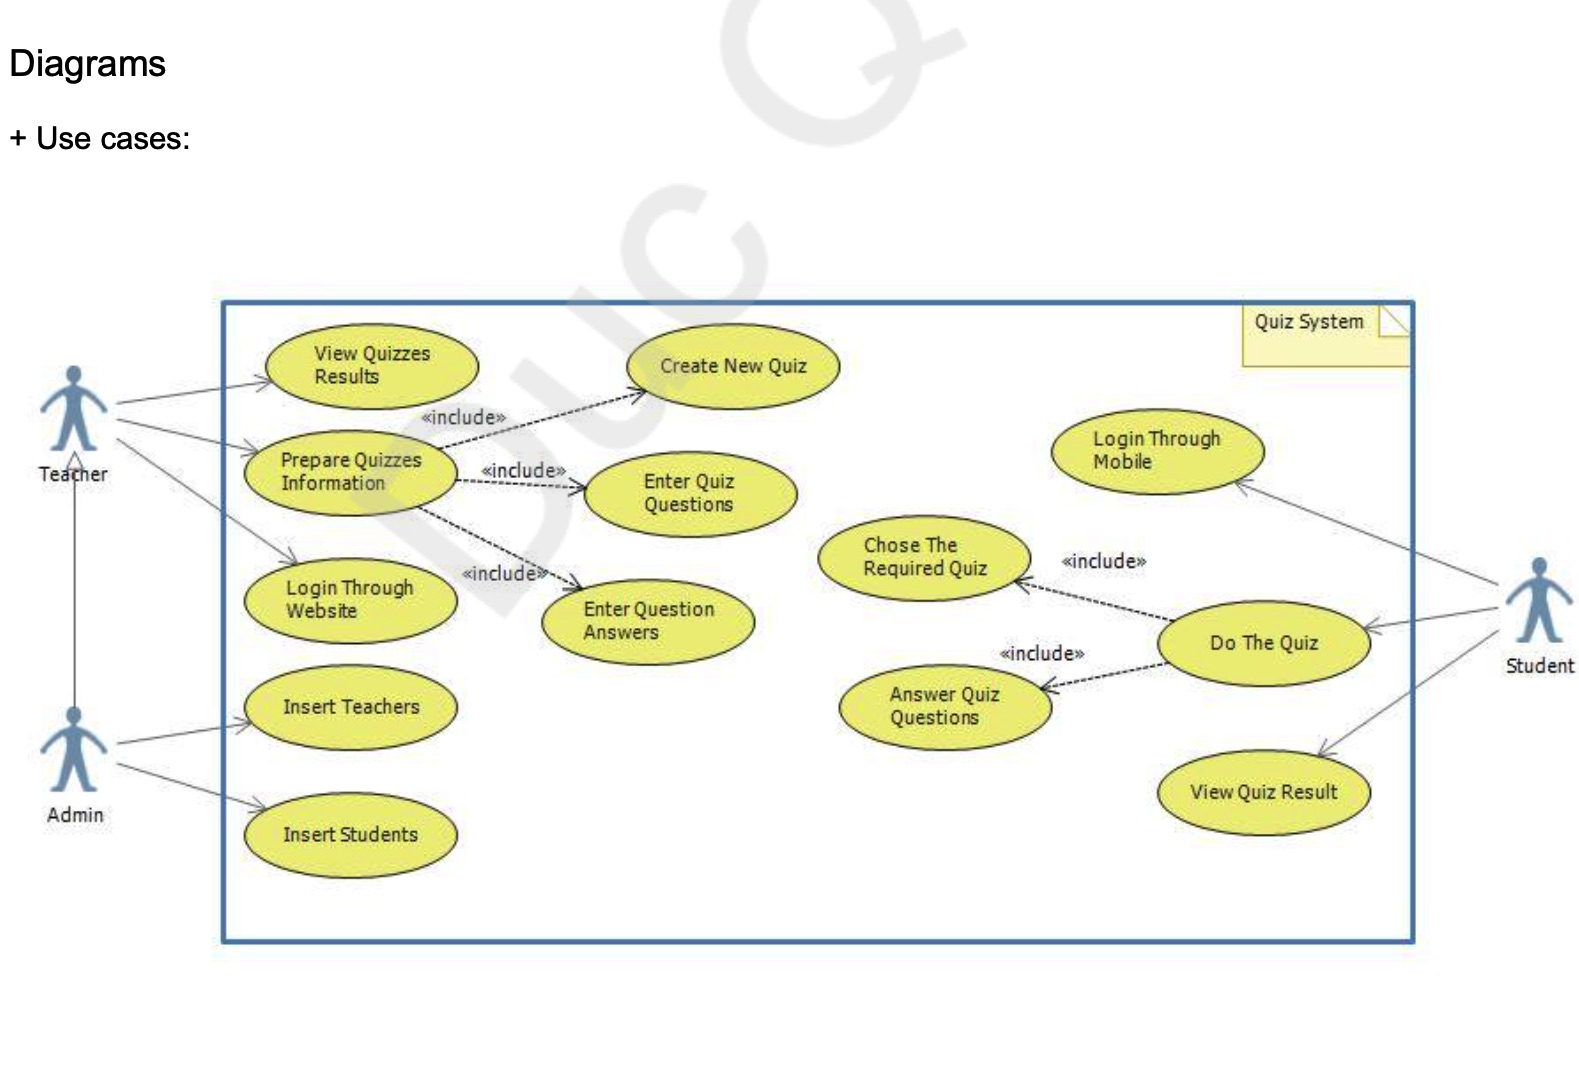 Diagrams
+ Use cases:
Duc Q
Quiz System
View Quizzes
Results
Create New Quiz
«include»
Prepare Quizzes
Information
«include»
Enter Quiz
Questions
«include»
Login Through
Website
Enter Question
Answers
Insert Teachers
Insert Students
Teacher
Admin
Login Through
Mobile
Chose The
Required Quiz
«include»
Do The Quiz
«include»
Answer Quiz
Questions
View Quiz Result
Student